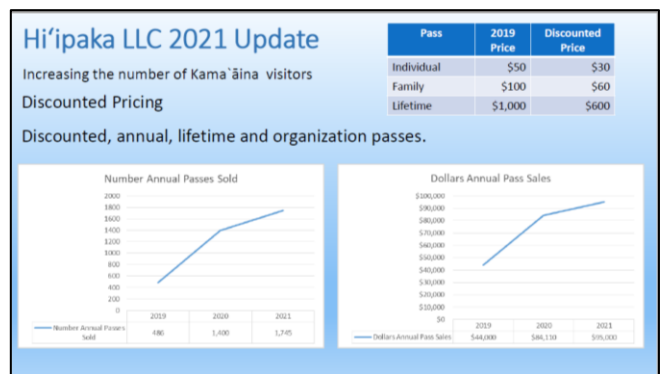 Hiʻipaka LLC 2021 Update
Increasing the number of Kama`āina visitors
Discounted Pricing
Discounted, annual, lifetime and organization passes.
Pass 2019 Price Discounted Price
Individual $50 $30
Family $100 $60
Lifetime $1,000 $600
Number Annual Passes Sold
2000
1800
1600
1400
1200
1000
800
600
400
200
0
2019 2020 2021
Number Annual Passes Sold 486 1,400 1,745
Dollars Annual Pass Sales
$100,000
$90,000
$80,000
$70,000
$60,000
$50,000
$40,000
$30,000
$20,000
$10,000
$0
2019 2020 2021
Dollars Annual Pass Sales $44,000 $84,110 $95,000